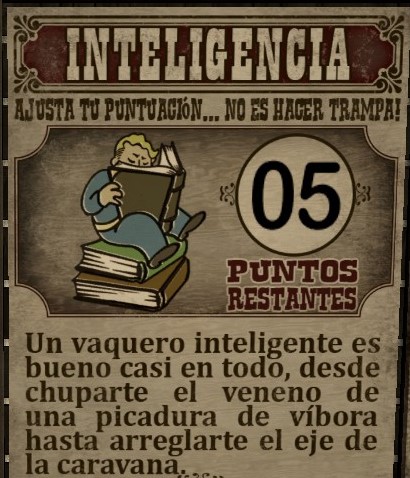 INTELIGENCIA
AJUSTA TU PUNTUACIÓN... NO ES HACER TRAMPA!
05
PUNTOS
RESTANTES
Un vaquero inteligente es
bueno casi en todo, desde
chuparte el veneno de
una picadura de víbora
hasta arreglarte el eje de
la caravana.